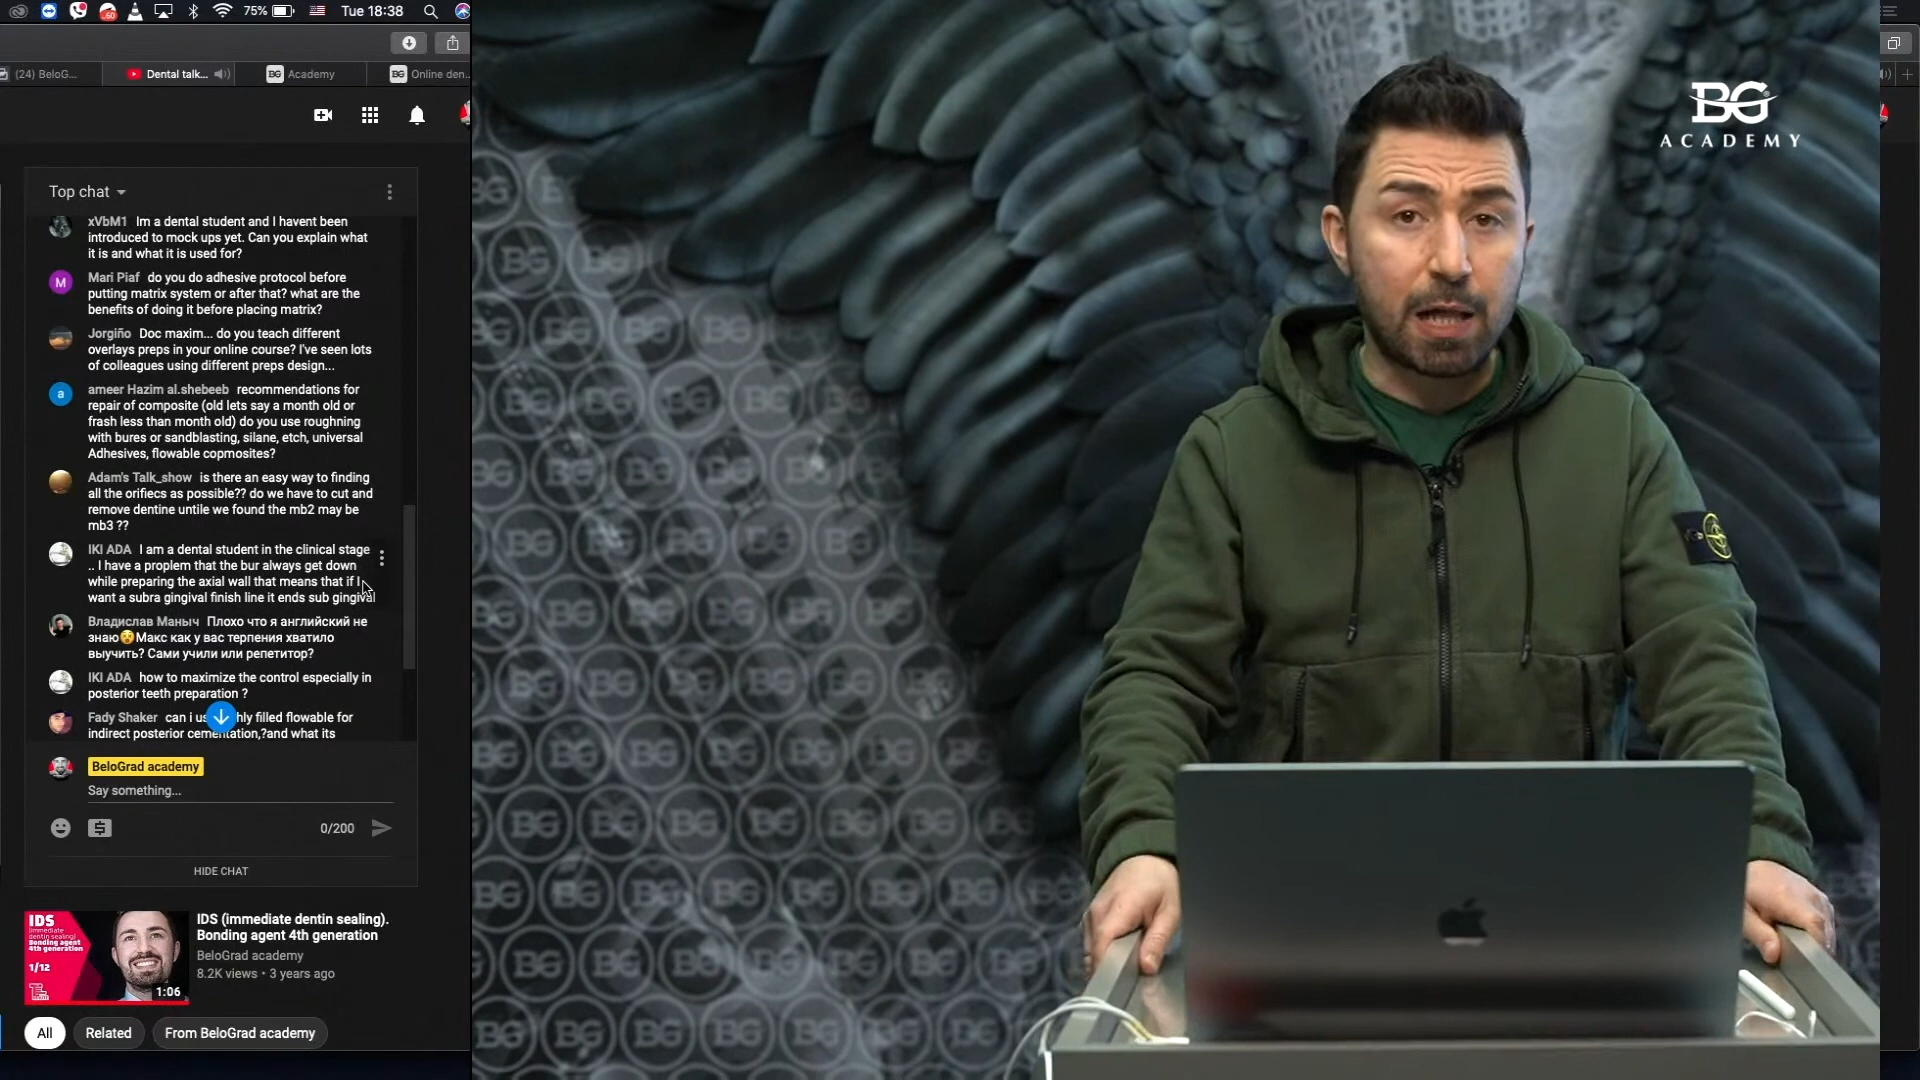 75%
Tue 18:38
(24) BeloG...
Dental talk...
BG Academy
BG Online den...
Top chat
xVbM1 Im a dental student and I havent been
introduced to mock ups yet. Can you explain what
it is and what it is used for?
M
Mari Piaf do you do adhesive protocol before
putting matrix system or after that? what are the
benefits of doing it before placing matrix?
Jorgiño Doc maxim... do you teach different
overlays preps in your online course? I've seen lots
of colleagues using different preps design...
a
ameer Hazim al.shebeeb recommendations for
repair of composite (old lets say a month old or
frash less than month old) do you use roughning
with bures or sandblasting, silane, etch, universal
Adhesives, flowable copmosites?
Adam's Talk_show is there an easy way to finding
all the orifiecs as possible?? do we have to cut and
remove dentine untile we found the mb2 may be
mb3 ??
IKI ADA I am a dental student in the clinical stage
.. I have a proplem that the bur always get down
while preparing the axial wall that means that if I
want a subra gingival finish line it ends sub gingival
Владислав Маныч Плохо что я английский не
знаю Макс как у вас терпения хватило
выучить? Сами учили или репетитор?
IKI ADA how to maximize the control especially in
posterior teeth preparation ?
Fady Shaker can i filled flowable for
indirect posterior cementation,?and what its
BeloGrad academy
Say something...
0/200
HIDE CHAT
IDS
immediate
dentin sealing)
Bonding agent
4th generation
1/12
1:06
IDS (immediate dentin sealing).
Bonding agent 4th generation
BeloGrad academy
8.2K views • 3 years ago
All
Related
From BeloGrad academy
BG
ACADEMY